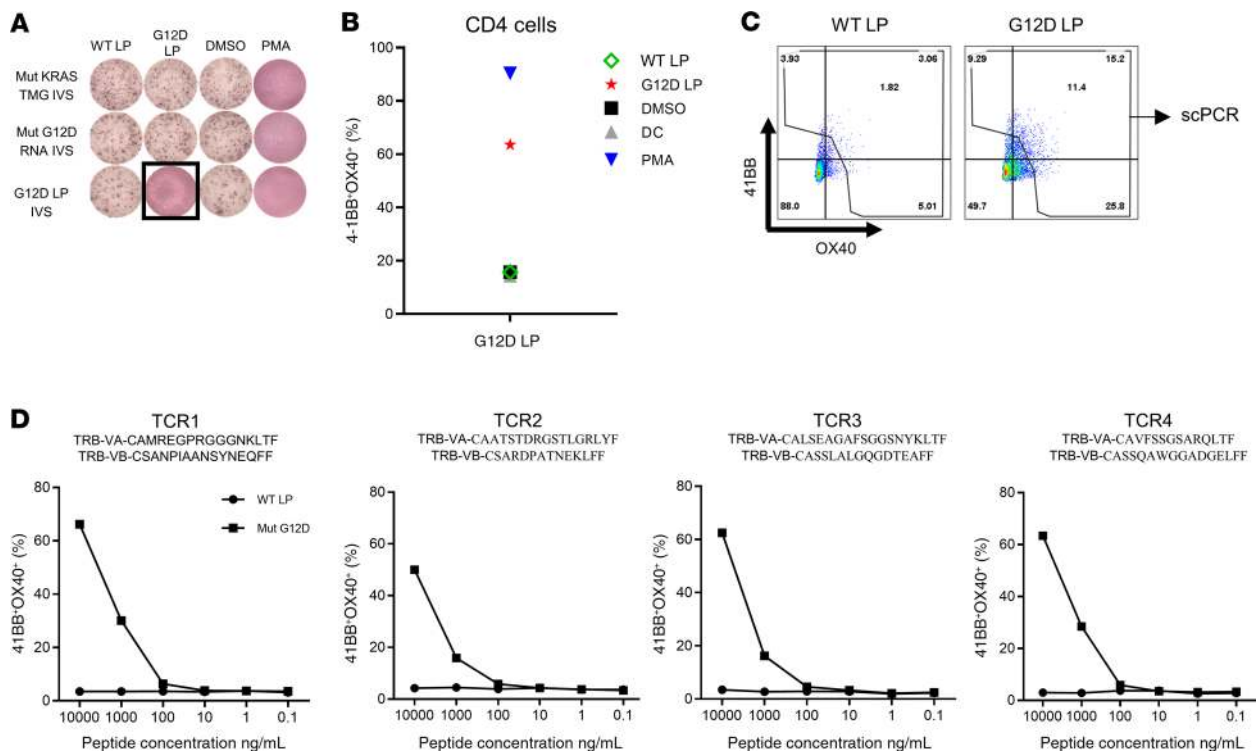 A
WT LP
G12D
LP
DMSO
PMA
Mut KRAS
TMG IVS
Mut G12D
RNA IVS
G12D LP
IVS
B
CD4 cells
4-1BB⁺OX40⁺ (%)
100
80
60
40
20
0
G12D LP
WT LP
G12D LP
DMSO
DC
PMA
C
WT LP
G12D LP
3.93
3.06
1.82
88.0
5.01
9.29
15.2
11.4
49.7
25.8
scPCR
41BB
OX40
D
TCR1
TRB-VA-CAMREGPRGGGNKLTF
TRB-VB-CSANPIAANSYNEQFF
41BB⁺OX40⁺ (%)
80
60
40
20
0
WT LP
Mut G12D
10000
1000
100
10
1
0.1
Peptide concentration ng/mL
TCR2
TRB-VA-CAATSTDRGSTLGRLYF
TRB-VB-CSARDPATNEKLFF
41BB⁺OX40⁺ (%)
80
60
40
20
0
10000
1000
100
10
1
0.1
Peptide concentration ng/mL
TCR3
TRB-VA-CALSEAGAFSGGSNYKLTF
TRB-VB-CASSLALGQGDTEAFF
41BB⁺OX40⁺ (%)
80
60
40
20
0
10000
1000
100
10
1
0.1
Peptide concentration ng/mL
TCR4
TRB-VA-CAVFSSGSARQLTF
TRB-VB-CASSQAWGGADGELFF
41BB⁺OX40⁺ (%)
80
60
40
20
0
10000
1000
100
10
1
0.1
Peptide concentration ng/mL